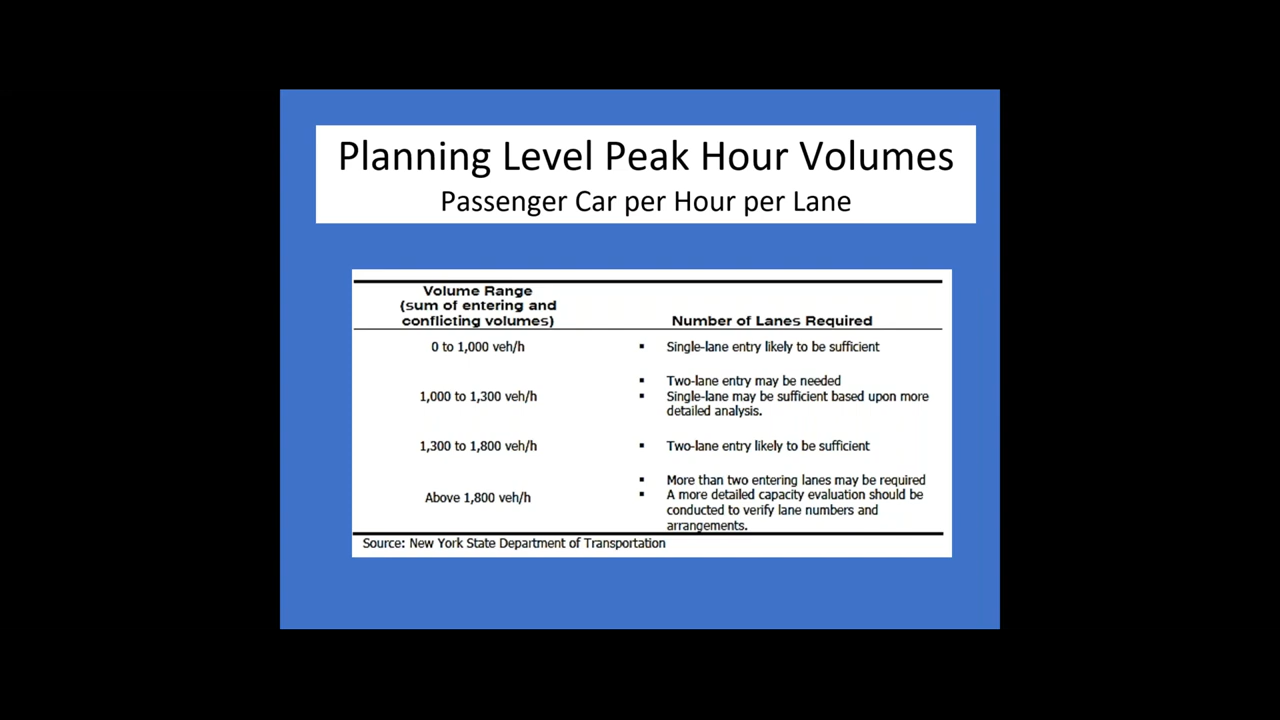 Planning Level Peak Hour Volumes
Passenger Car per Hour per Lane
Volume Range
(sum of entering and
conflicting volumes)
Number of Lanes Required
0 to 1,000 veh/h
▪ Single-lane entry likely to be sufficient
1,000 to 1,300 veh/h
▪ Two-lane entry may be needed
▪ Single-lane may be sufficient based upon more
detailed analysis.
1,300 to 1,800 veh/h
▪ Two-lane entry likely to be sufficient
Above 1,800 veh/h
▪ More than two entering lanes may be required
▪ A more detailed capacity evaluation should be
conducted to verify lane numbers and
arrangements.
Source: New York State Department of Transportation